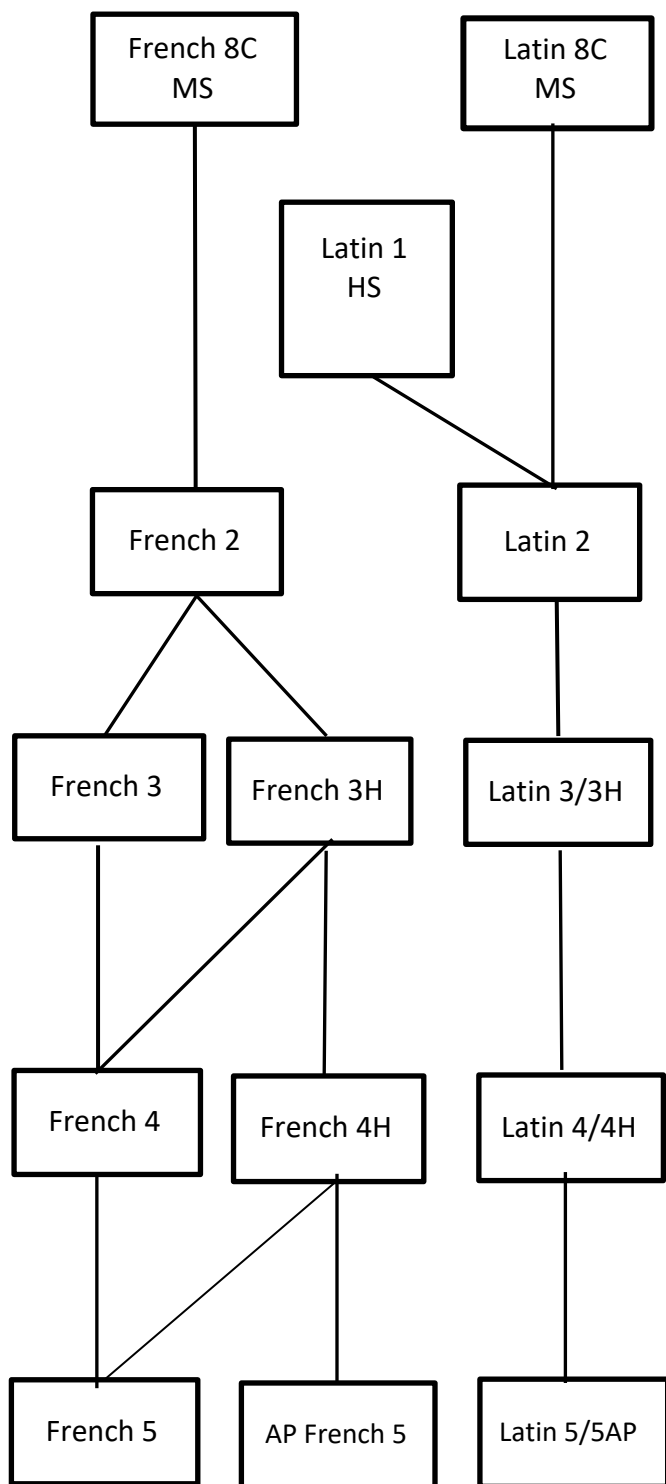 French 8C
MS
Latin 8C
MS
Latin 1
HS
French 2
Latin 2
French 3
French 3H
Latin 3/3H
French 4
French 4H
Latin 4/4H
French 5
AP French 5
Latin 5/5AP